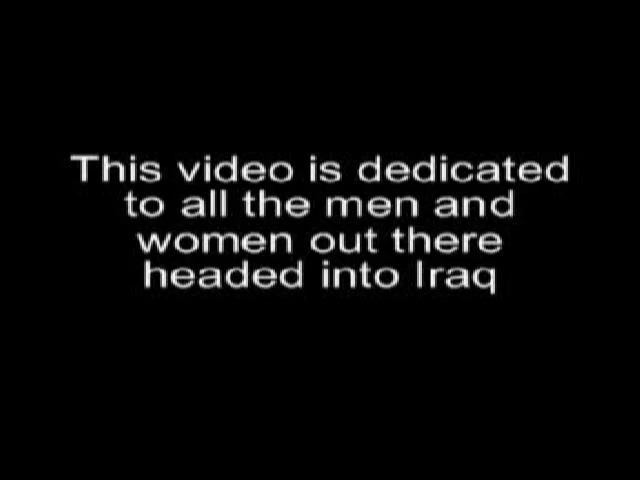 This video is dedicated
to all the men and
women out there
headed into Iraq